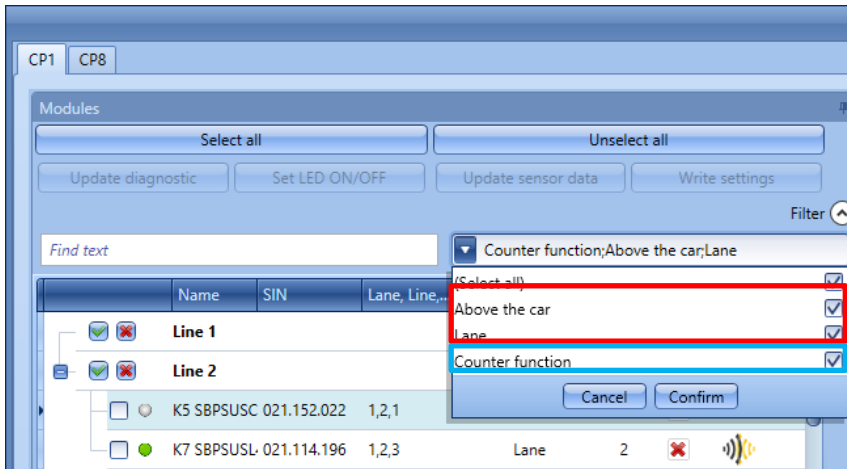 CP1 CP8
Modules
Select all Unselect all
Update diagnostic Set LED ON/OFF Update sensor data Write settings
Filter
Find text Counter function;Above the car;Lane
(Select all)
Name SIN Lane, Line,...
Above the car
Line 1 Lane
Counter function
Line 2
Cancel Confirm
K5 SBPSUSC 021.152.022 1,2,1
K7 SBPSUSL- 021.114.196 1,2,3 Lane 2